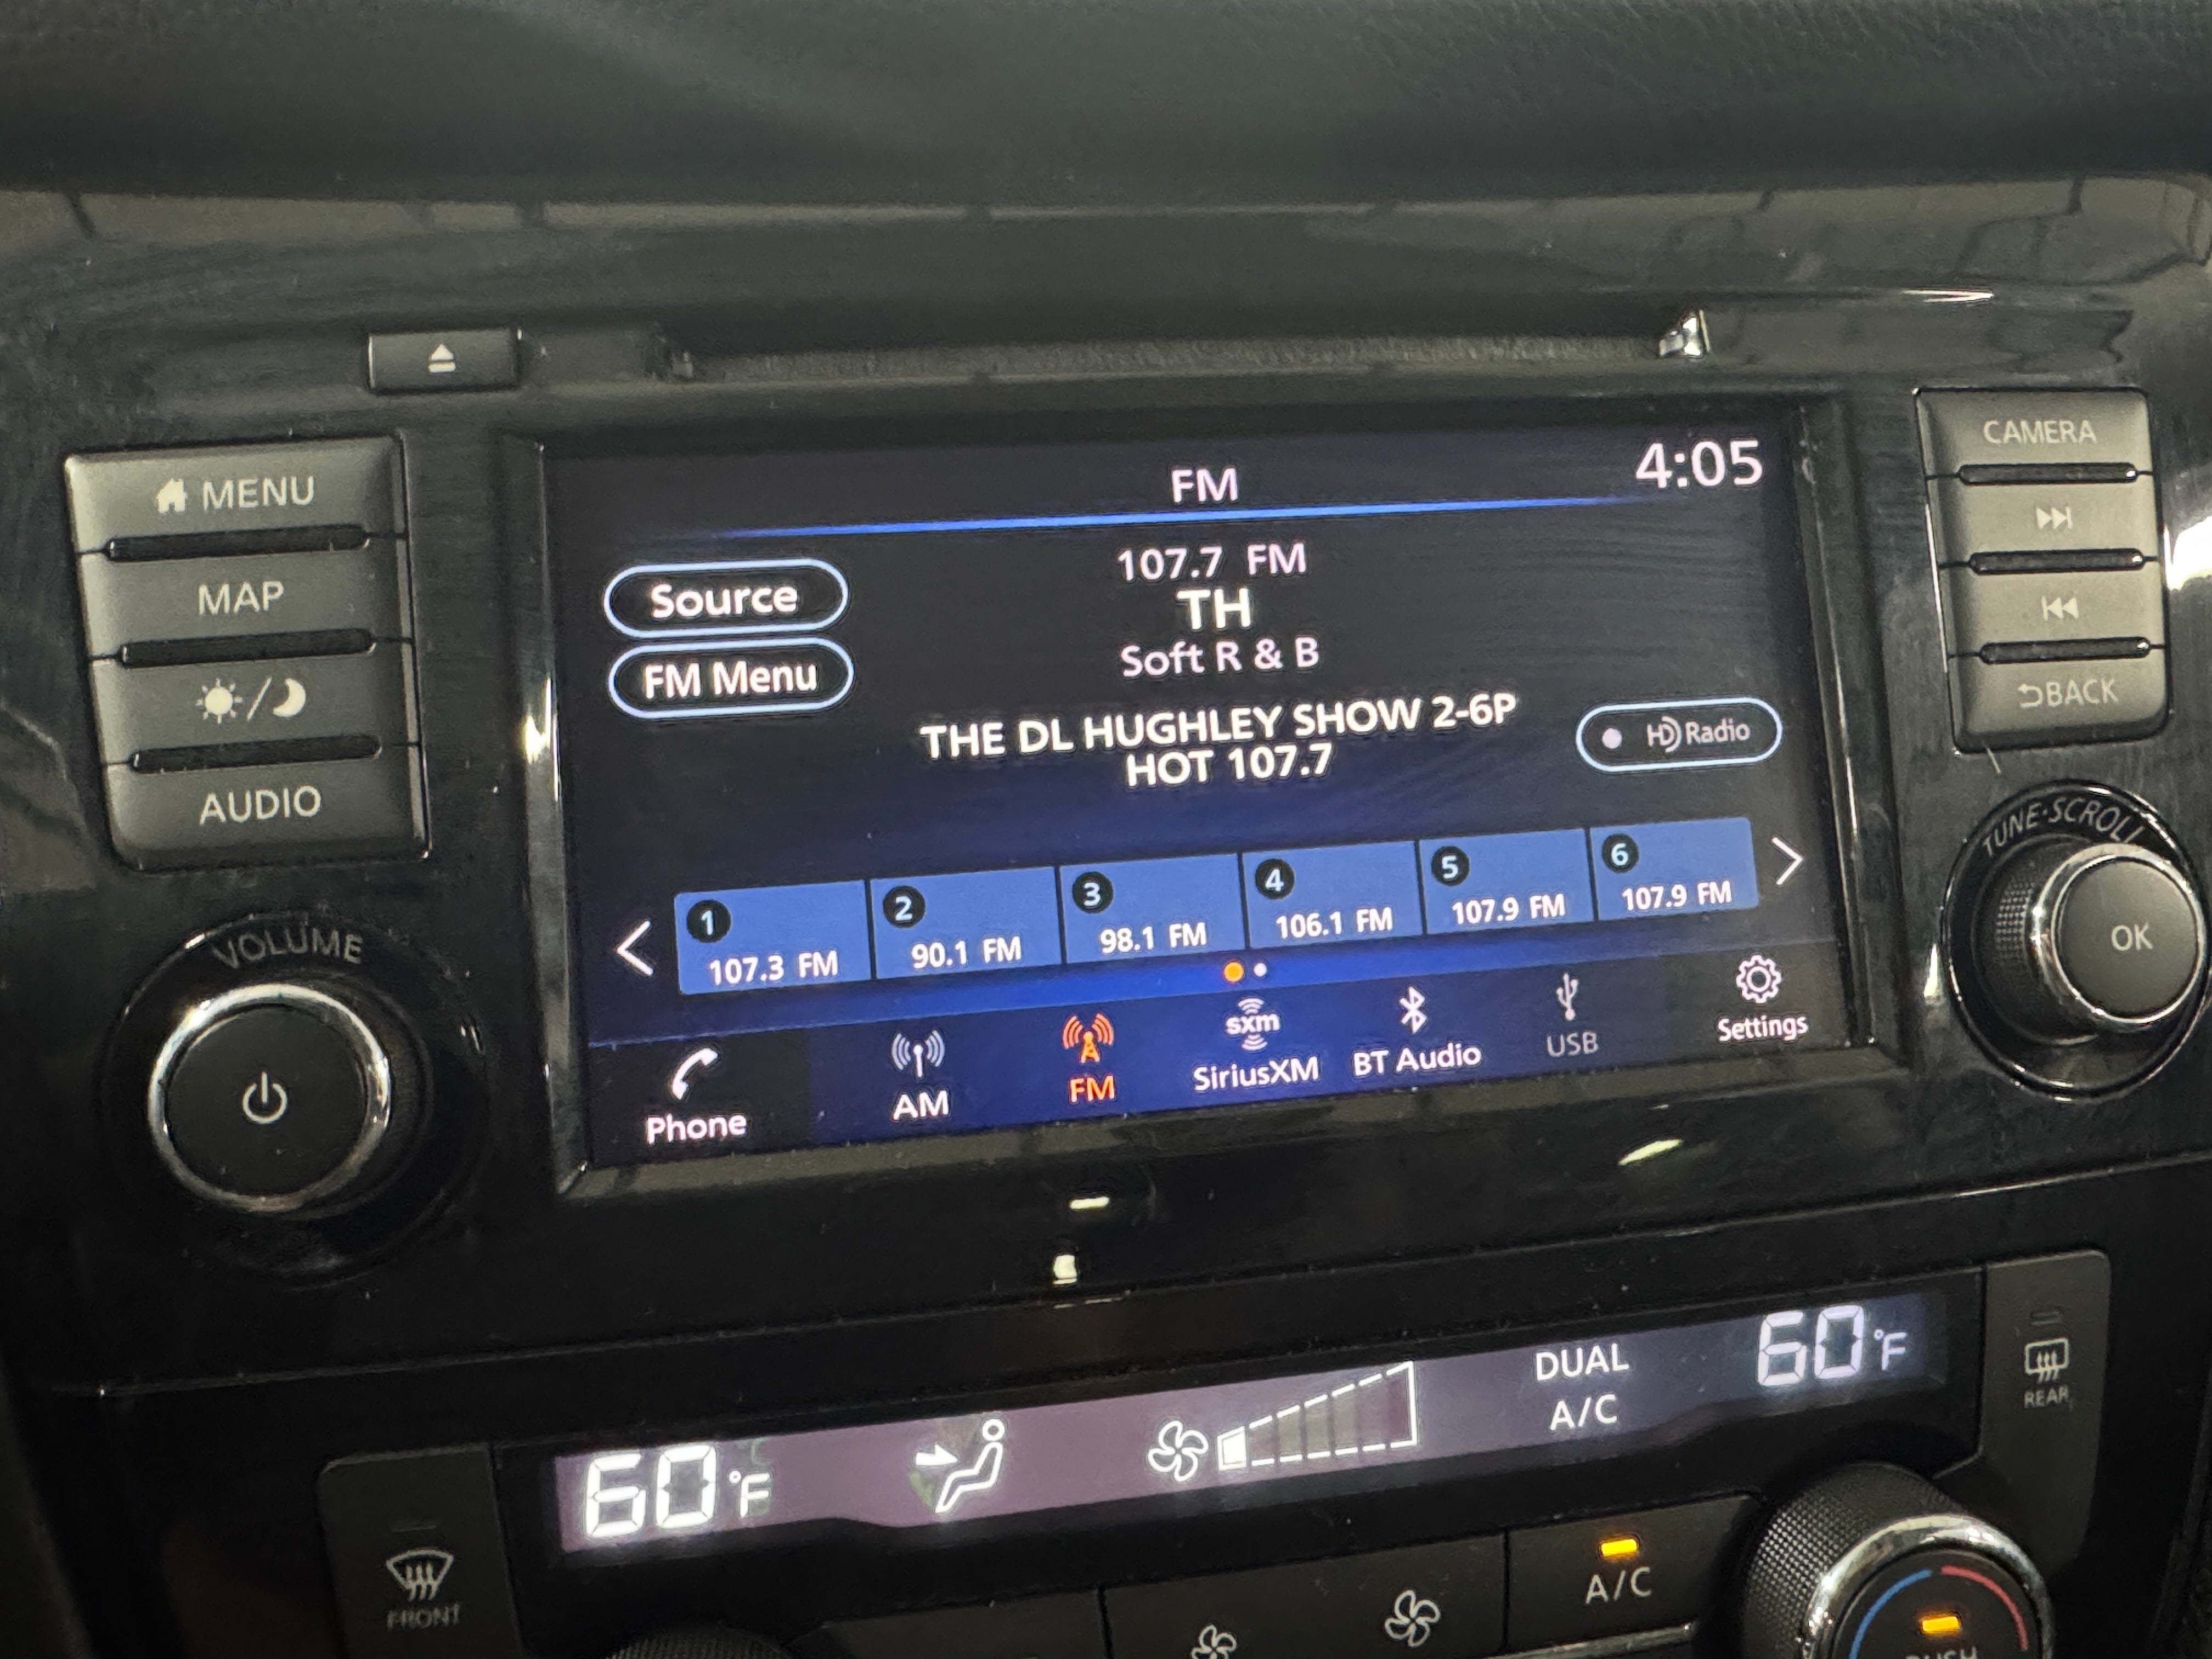 CAMERA
MENU
MAP
AUDIO
BACK
VOLUME
TUNE·SCROLL
OK
FM
4:05
Source
FM Menu
107.7 FM
TH
Soft R & B
THE DL HUGHLEY SHOW 2-6P
HOT 107.7
HD Radio
1
107.3 FM
2
90.1 FM
3
98.1 FM
4
106.1 FM
5
107.9 FM
6
107.9 FM
Phone
AM
FM
sxm
SiriusXM
BT Audio
USB
Settings
60°F
DUAL
A/C
60°F
REAR
FRONT
A/C
PUSH